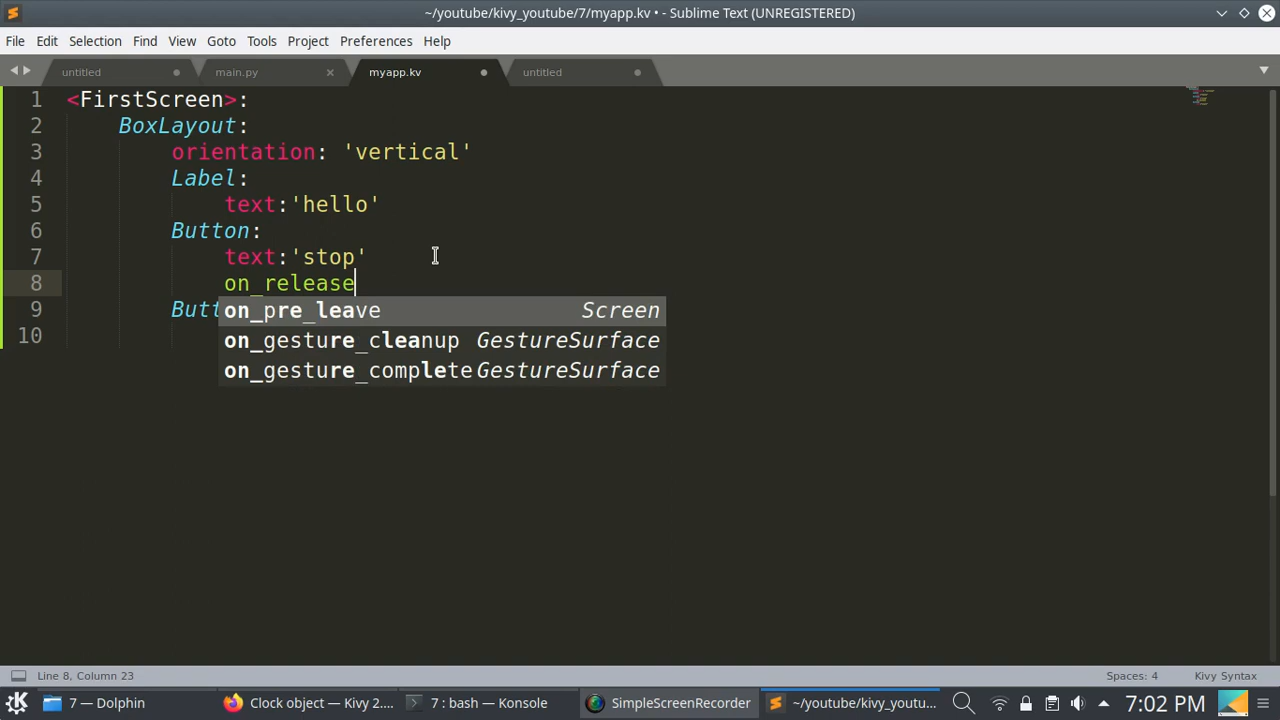 ~/youtube/kivy_youtube/7/myapp.kv • - Sublime Text (UNREGISTERED)
File Edit Selection Find View Goto Tools Project Preferences Help
untitled main.py myapp.kv untitled
1 <FirstScreen>:
2 BoxLayout:
3 orientation: 'vertical'
4 Label:
5 text:'hello'
6 Button:
7 text:'stop'
8 on_release
9 Butt
on_pre_leave Screen
10
on_gesture_cleanup GestureSurface
on_gesture_complete GestureSurface
Line 8, Column 23 Spaces: 4 Kivy Syntax
7 — Dolphin Clock object — Kivy 2.... 7 : bash — Konsole SimpleScreenRecorder ~/youtube/kivy_youtu... 7:02 PM